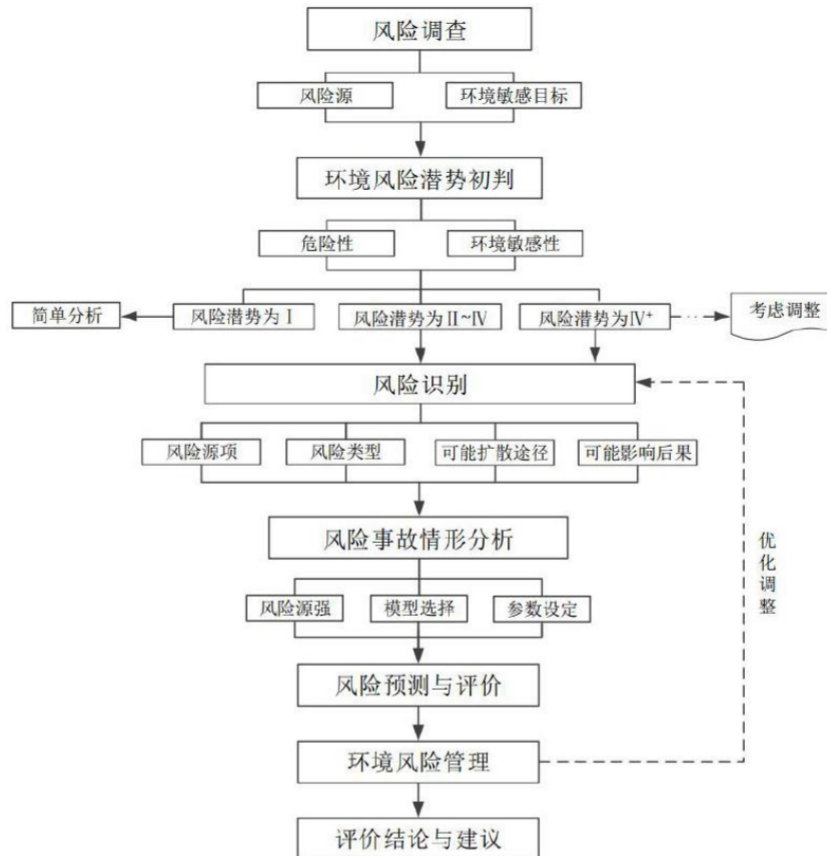 风险调查
风险源
环境敏感目标
环境风险潜势初判
危险性
环境敏感性
简单分析
风险潜势为Ⅰ
风险潜势为Ⅱ~Ⅳ
风险潜势为Ⅳ⁺
考虑调整
风险识别
风险源项
风险类型
可能扩散途径
可能影响后果
风险事故情形分析
优化调整
风险源强
模型选择
参数设定
风险预测与评价
环境风险管理
评价结论与建议